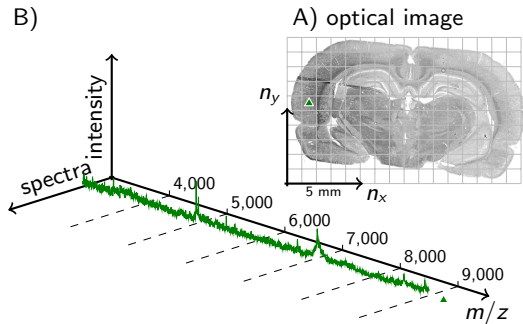 B)
A) optical image
n_y
5 mm
n_x
intensity
spectra
4,000
5,000
6,000
7,000
8,000
9,000
m/z